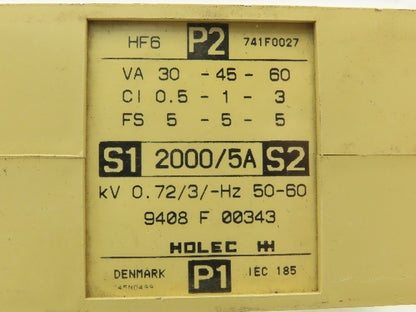 HF6 P2 741F0027
VA 30 - 45 - 60
CI 0.5 - 1 - 3
FS 5 - 5 - 5
S1 2000/5A S2
kV 0.72/3/-Hz 50-60
9408 F 00343
HOLEC
DENMARK P1 IEC 185